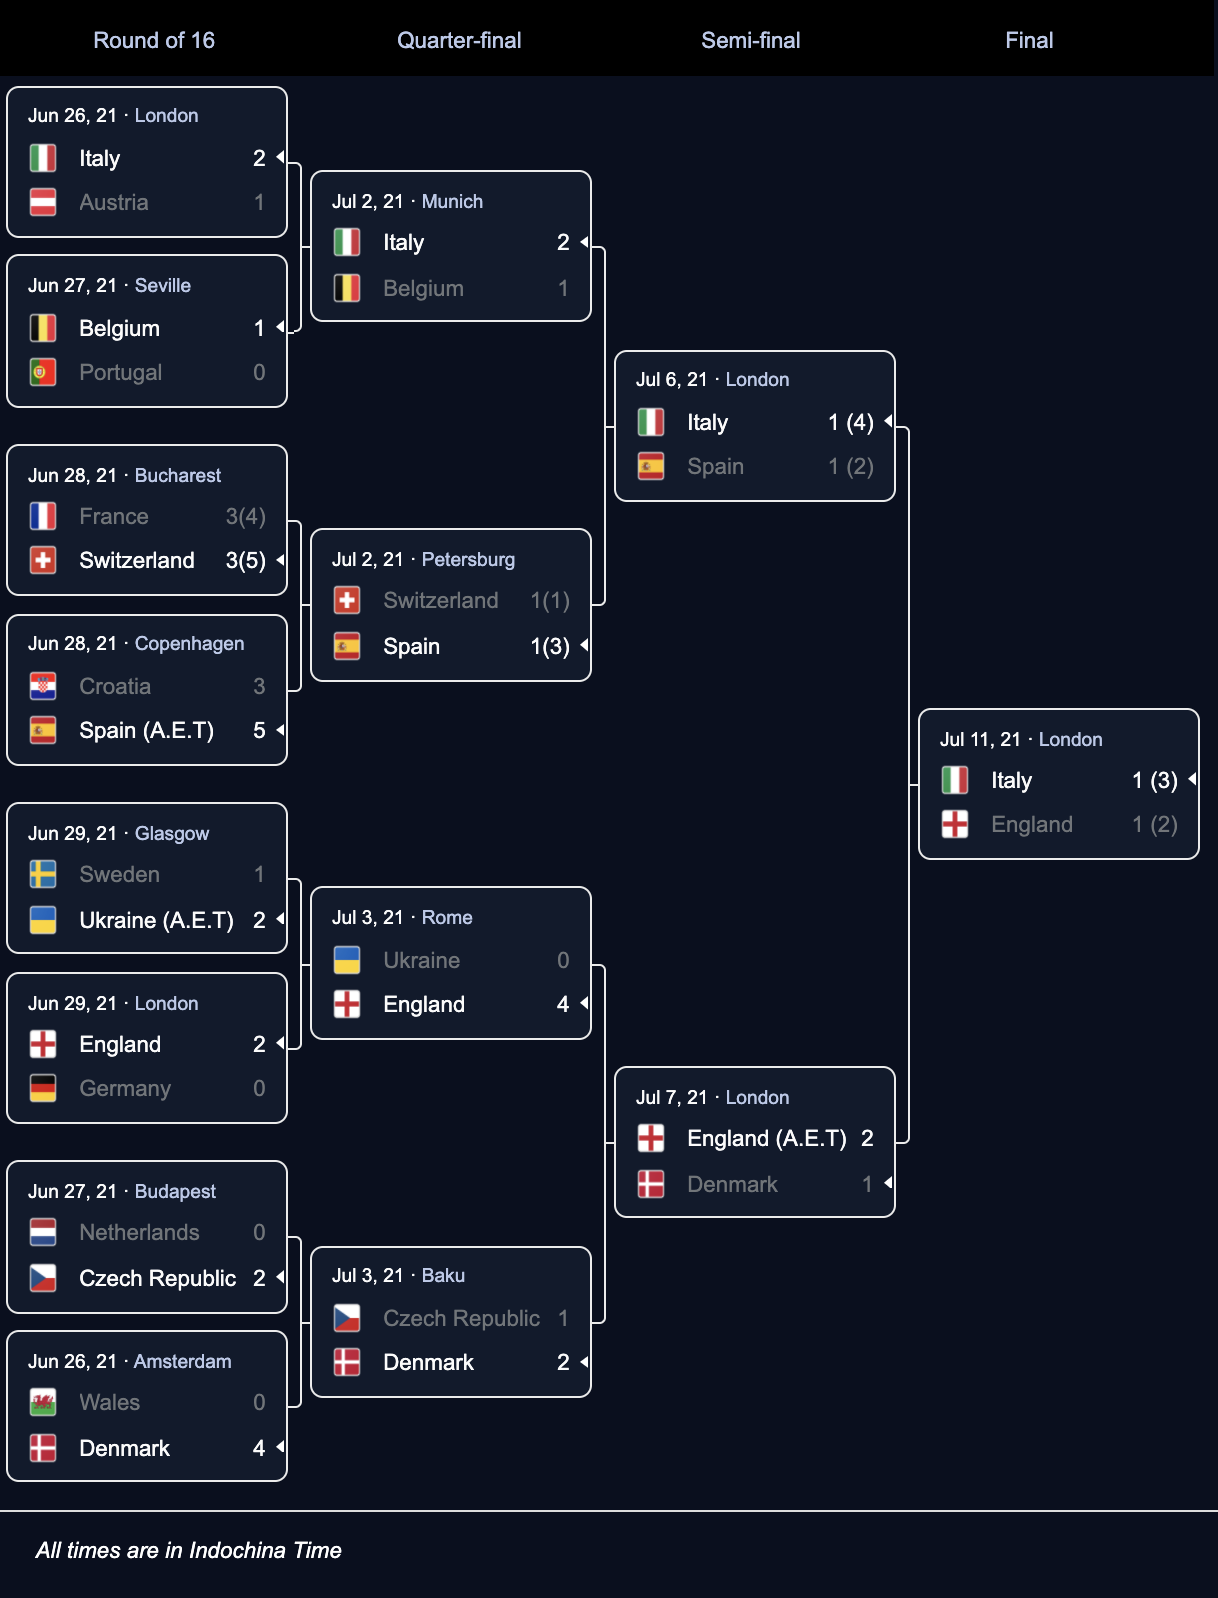 Round of 16
Quarter-final
Semi-final
Final
Jun 26, 21 · London
Italy 2
Austria 1
Jun 27, 21 · Seville
Belgium 1
Portugal 0
Jun 28, 21 · Bucharest
France 3(4)
Switzerland 3(5)
Jun 28, 21 · Copenhagen
Croatia 3
Spain (A.E.T) 5
Jun 29, 21 · Glasgow
Sweden 1
Ukraine (A.E.T) 2
Jun 29, 21 · London
England 2
Germany 0
Jun 27, 21 · Budapest
Netherlands 0
Czech Republic 2
Jun 26, 21 · Amsterdam
Wales 0
Denmark 4
Jul 2, 21 · Munich
Italy 2
Belgium 1
Jul 2, 21 · Petersburg
Switzerland 1(1)
Spain 1(3)
Jul 3, 21 · Rome
Ukraine 0
England 4
Jul 3, 21 · Baku
Czech Republic 1
Denmark 2
Jul 6, 21 · London
Italy 1 (4)
Spain 1 (2)
Jul 7, 21 · London
England (A.E.T) 2
Denmark 1
Jul 11, 21 · London
Italy 1 (3)
England 1 (2)
All times are in Indochina Time